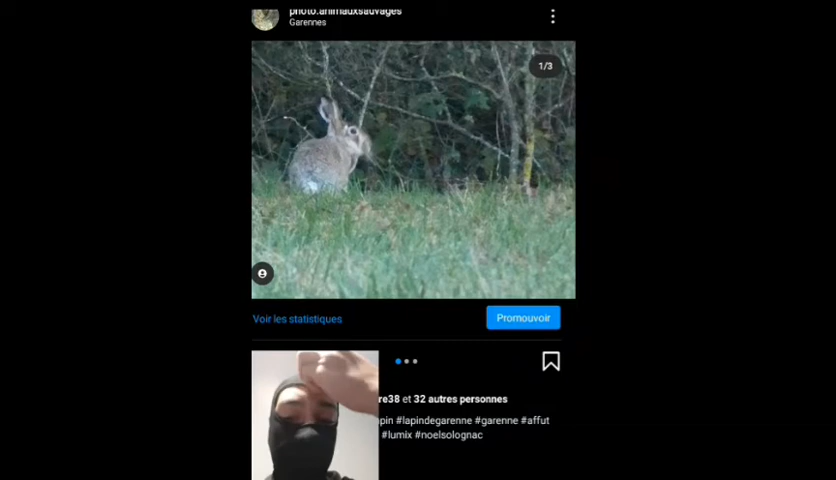 photo.animauxsauvages
Garennes
1/3
Voir les statistiques
Promouvoir
re38 et 32 autres personnes
apin #lapindegarenne #garenne #affut
#lumix #noelsolognac